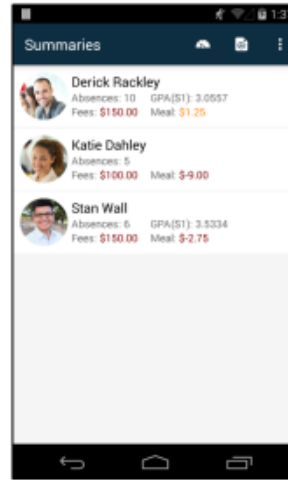 1:3
Summaries
Derick Rackley
Absences: 10 GPA(S1): 3.0557
Fees: $150.00 Meal: $1.25
Katie Dahley
Absences: 5
Fees: $100.00 Meal: $-9.00
Stan Wall
Absences: 6 GPA(S1): 3.5334
Fees: $150.00 Meal: $-2.75